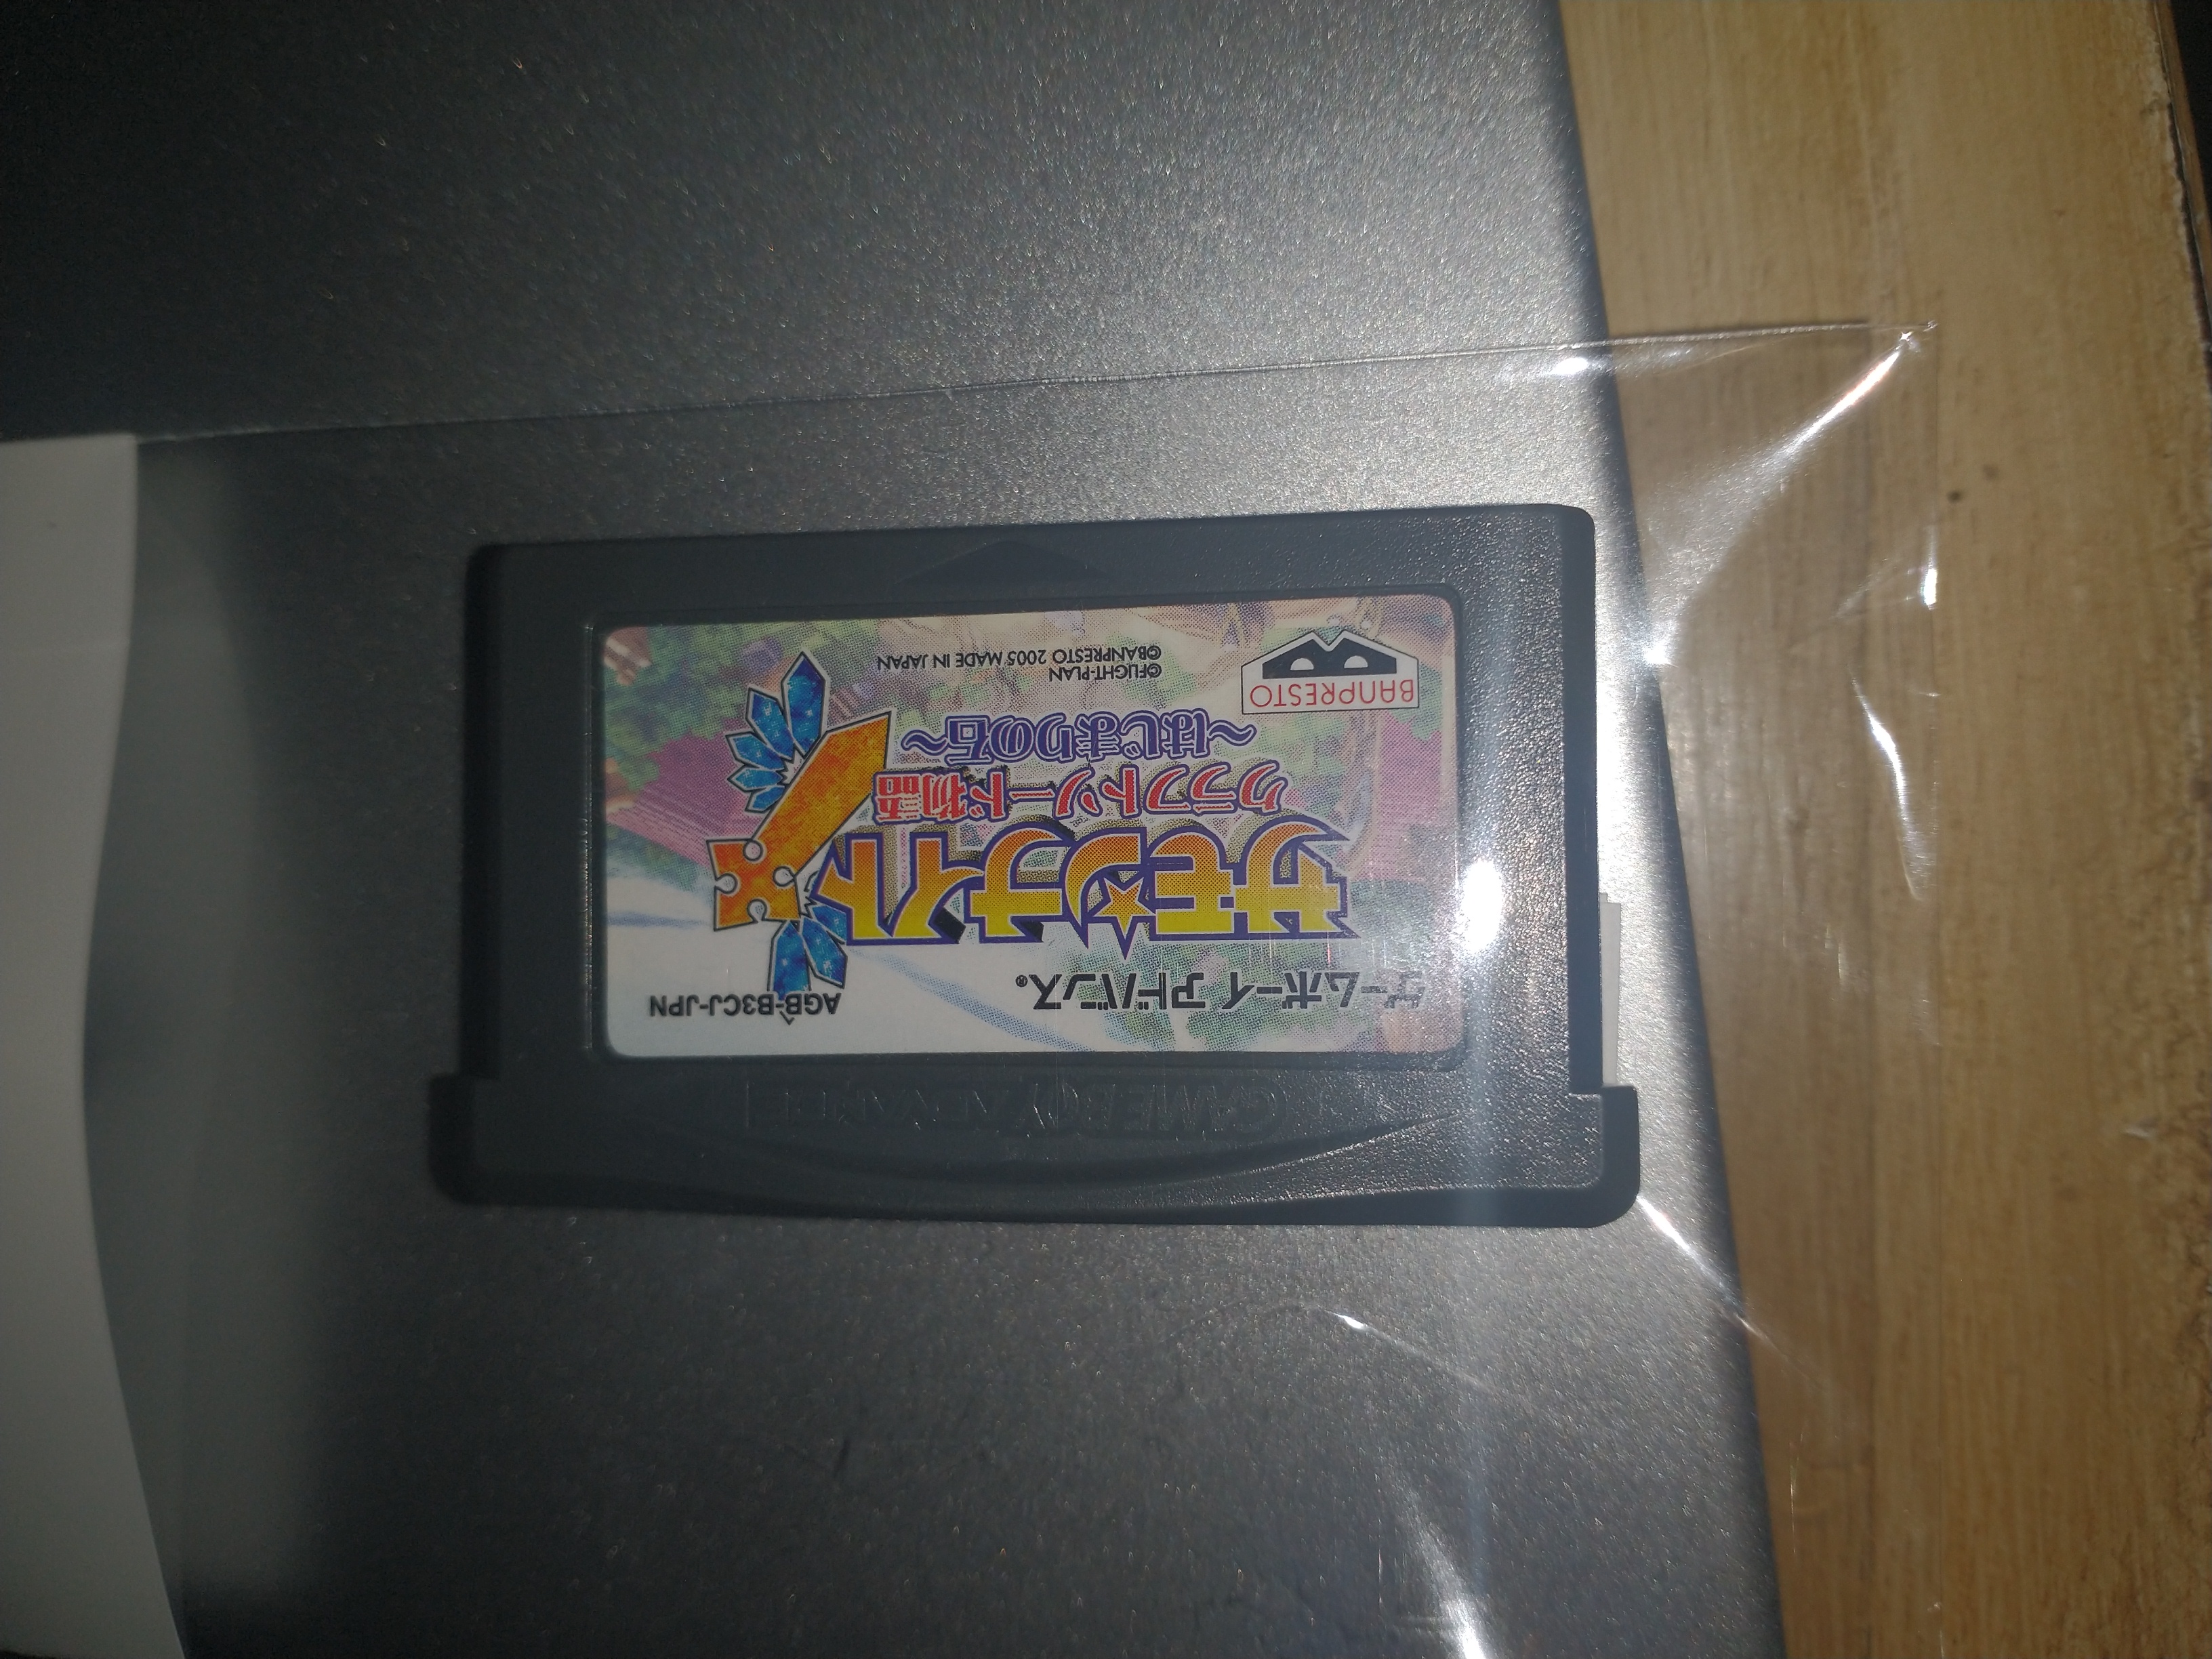 GAME BOY ADVANCE
ゲームボーイアドバンス®
AGB-B3CJ-JPN
サモンナイト
クラフトソード物語
～はじまりの石～
BANPRESTO
©FLIGHT-PLAN
©BANPRESTO 2005 MADE IN JAPAN